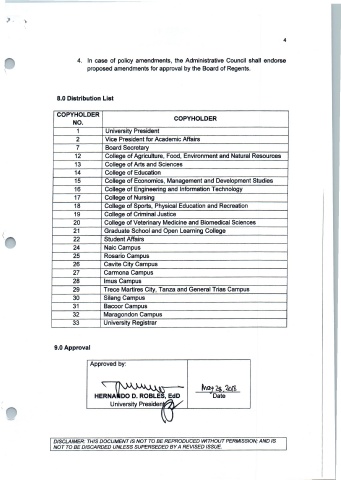 4
4. In case of policy amendments, the Administrative Council shall endorse
proposed amendments for approval by the Board of Regents.
8.0 Distribution List
COPYHOLDER NO. COPYHOLDER
1 University President
2 Vice President for Academic Affairs
7 Board Secretary
12 College of Agriculture, Food, Environment and Natural Resources
13 College of Arts and Sciences
14 College of Education
15 College of Economics, Management and Development Studies
16 College of Engineering and Information Technology
17 College of Nursing
18 College of Sports, Physical Education and Recreation
19 College of Criminal Justice
20 College of Veterinary Medicine and Biomedical Sciences
21 Graduate School and Open Learning College
22 Student Affairs
24 Naic Campus
25 Rosario Campus
26 Cavite City Campus
27 Carmona Campus
28 Imus Campus
29 Trece Martires City, Tanza and General Trias Campus
30 Silang Campus
31 Bacoor Campus
32 Maragondon Campus
33 University Registrar
9.0 Approval
Approved by:
HERNANDO D. ROBLES, EdD
University President
Date
DISCLAIMER: THIS DOCUMENT IS NOT TO BE REPRODUCED WITHOUT PERMISSION; AND IS
NOT TO BE DISCARDED UNLESS SUPERSEDED BY A REVISED ISSUE.